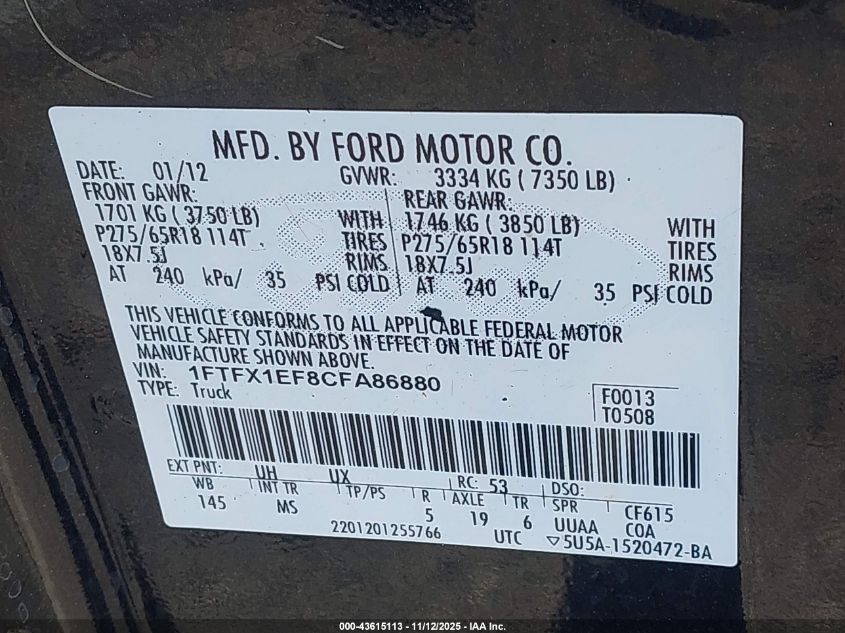 MFD. BY FORD MOTOR CO.
DATE: 01/12 GVWR: 3334 KG ( 7350 LB)
FRONT GAWR: REAR GAWR:
1701 KG ( 3750 LB) WITH 1746 KG ( 3850 LB) WITH
P275/65R18 114T TIRES P275/65R18 114T TIRES
18X7.5J RIMS 18X7.5J RIMS
AT 240 kPa/ 35 PSI COLD AT 240 kPa/ 35 PSI COLD
THIS VEHICLE CONFORMS TO ALL APPLICABLE FEDERAL MOTOR
VEHICLE SAFETY STANDARDS IN EFFECT ON THE DATE OF
MANUFACTURE SHOWN ABOVE.
VIN: 1FTFX1EF8CFA86880
TYPE: Truck
F0013
T0508
EXT PNT: UH UX RC: 53 DSO:
WB INT TR TP/PS R AXLE TR SPR CF615
145 MS 5 19 6 UUAA COA
2201201255766 UTC ▽5U5A-1520472-BA
000-43615113 - 11/12/2025 - IAA Inc.